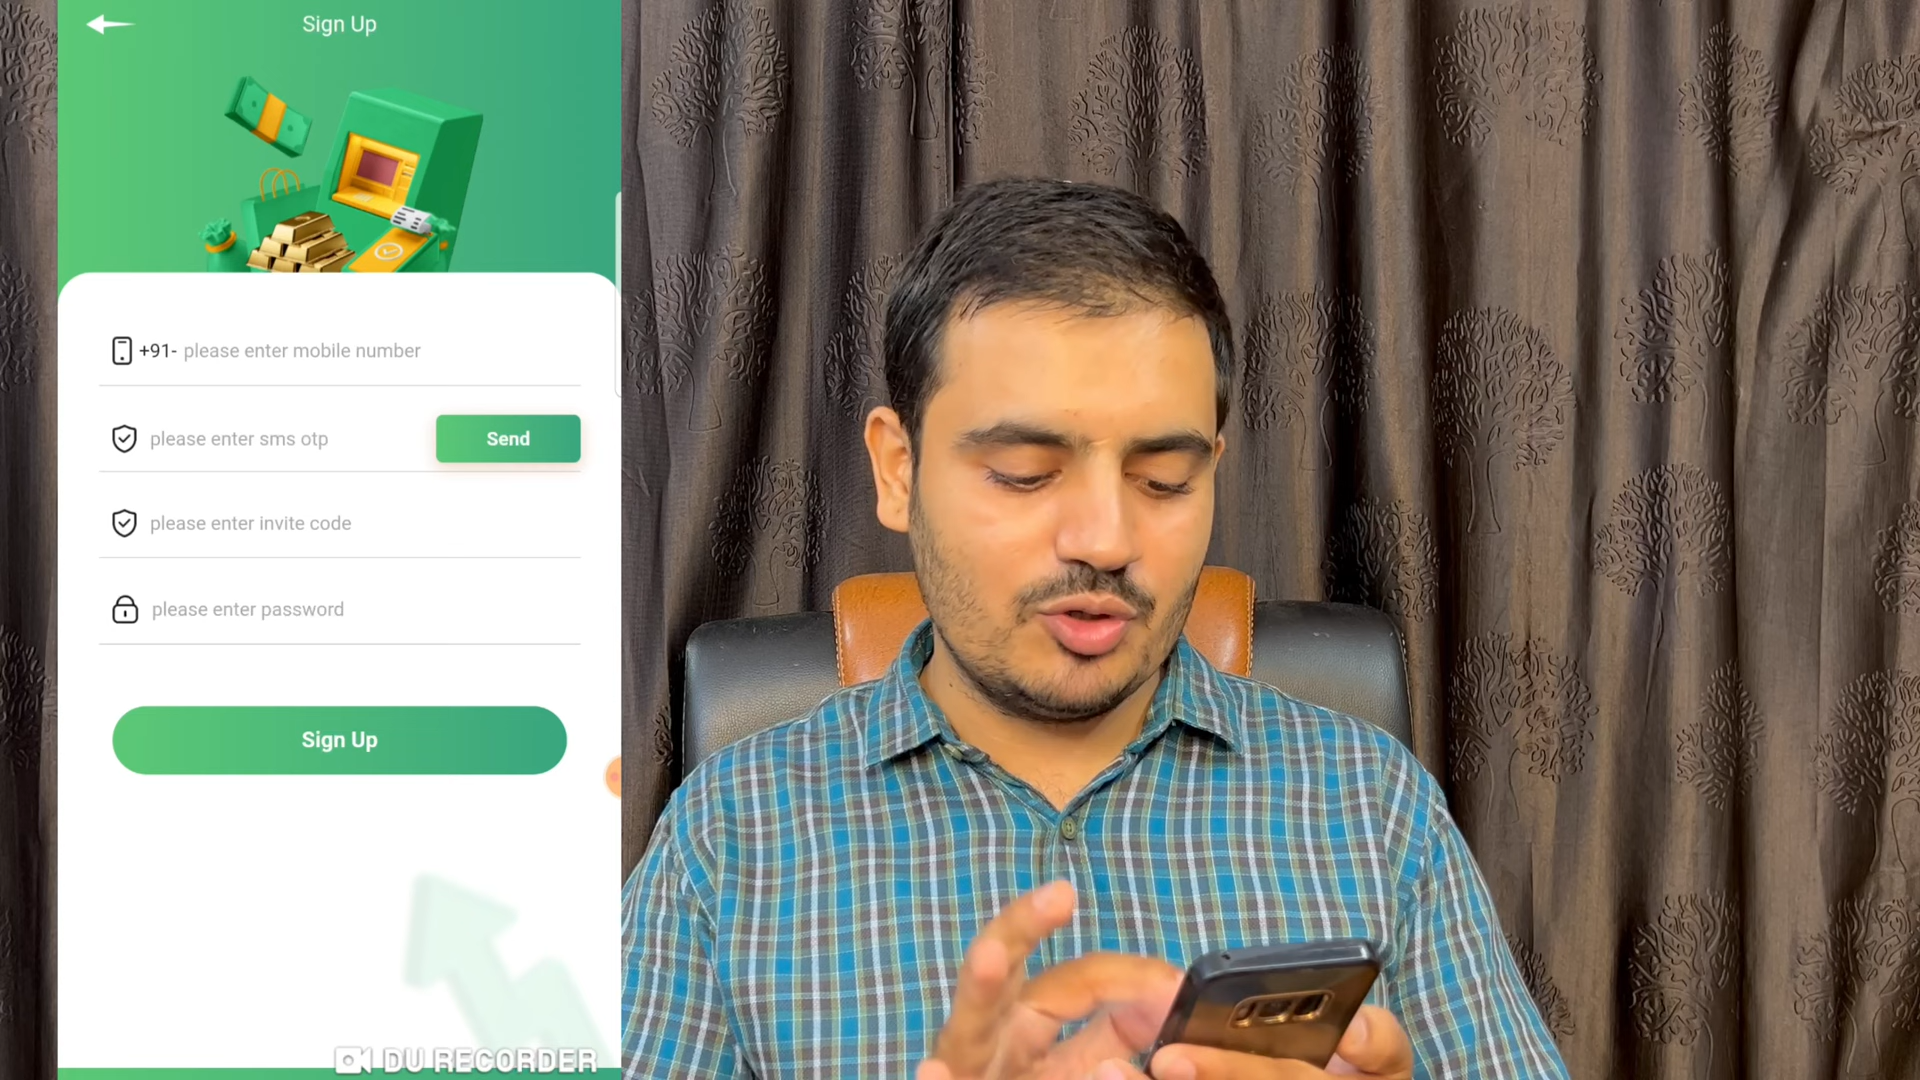 Sign Up
+91- please enter mobile number
please enter sms otp
Send
please enter invite code
please enter password
Sign Up
DU RECORDER